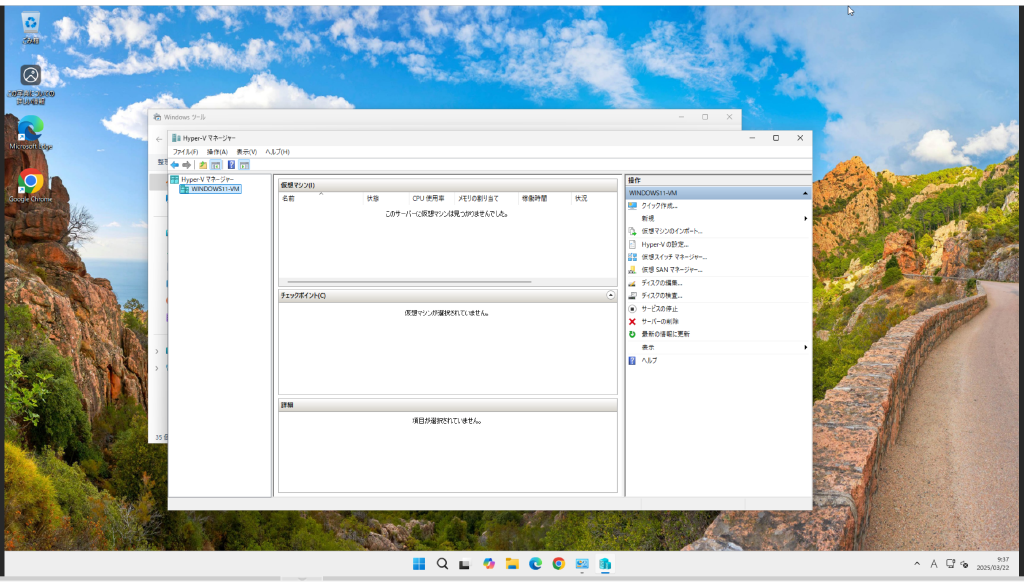 ごみ箱
Microsoft Edge
Google Chrome
Windows ツール
Hyper-V マネージャー
ファイル(F) 操作(A) 表示(V) ヘルプ(H)
Hyper-V マネージャー
WINDOWS11-VM
仮想マシン(I)
名前 状態 CPU 使用率 メモリの割り当て 稼働時間 状況
このサーバーに仮想マシンは見つかりませんでした。
チェックポイント(C)
仮想マシンが選択されていません。
詳細
項目が選択されていません。
操作
WINDOWS11-VM
クイック作成...
新規
仮想マシンのインポート...
Hyper-V の設定...
仮想スイッチ マネージャー...
仮想 SAN マネージャー...
ディスクの編集...
ディスクの検査...
サービスの停止
サーバーの削除
最新の情報に更新
表示
ヘルプ
35
A
9:37
2025/03/22